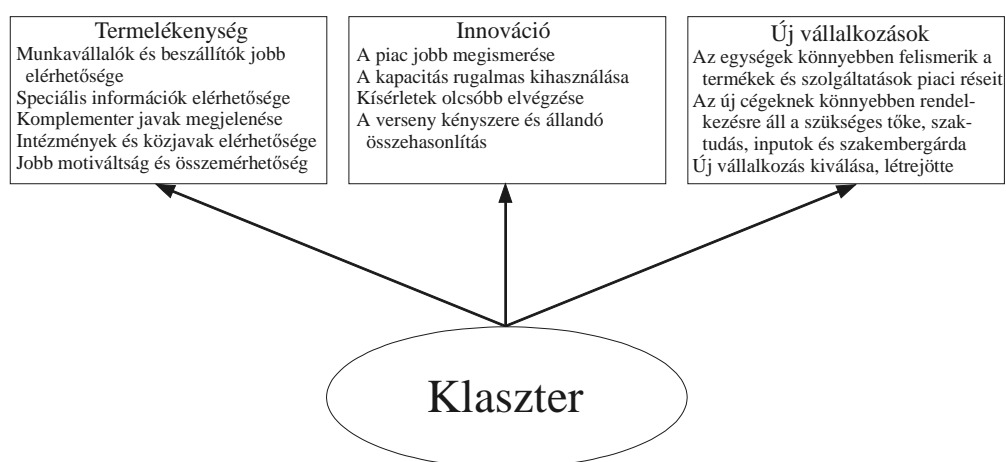 Termelékenység
Munkavállalók és beszállítók jobb
elérhetősége
Speciális információk elérhetősége
Komplementer javak megjelenése
Intézmények és közjavak elérhetősége
Jobb motiváltság és összemérhetőség
Innováció
A piac jobb megismerése
A kapacitás rugalmas kihasználása
Kísérletek olcsóbb elvégzése
A verseny kényszere és állandó
összehasonlítás
Új vállalkozások
Az egységek könnyebben felismerik a
termékek és szolgáltatások piaci réseit
Az új cégeknek könnyebben rendel-
kezésre áll a szükséges tőke, szak-
tudás, inputok és szakembergárda
Új vállalkozás kiválása, létrejötte
Klaszter